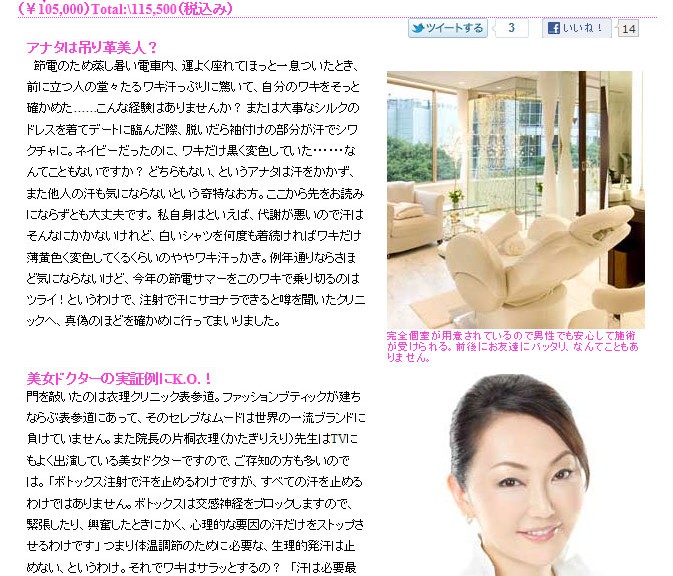 (￥105,000)Total:\115,500(税込み)
ツイートする 3 いいね！ 14
アナタは吊り革美人？
節電のため蒸し暑い電車内、運よく座れてほっと一息ついたとき、
前に立つ人の堂々たるワキ汗っぷりに驚いて、自分のワキをそっと
確かめた……こんな経験はありませんか？ または大事なシルクの
ドレスを着てデートに臨んだ際、脱いだら袖付けの部分が汗でシワ
クチャに。ネイビーだったのに、ワキだけ黒く変色していた……な
んてこともないですか？ どちらもない、というアナタは汗をかかず、
また他人の汗も気にならないという奇特なお方。ここから先をお読み
にならずとも大丈夫です。 私自身はといえば、代謝が悪いので汗は
そんなにかかないけれど、白いシャツを何度も着続ければワキだけ
薄黄色く変色してくるくらいのややワキ汗っかき。例年通りならさほ
ど気にならないけど、今年の節電サマーをこのワキで乗り切るのは
ツライ！というわけで、注射で汗にサヨナラできると噂を聞いたクリニ
ックへ、真偽のほどを確かめに行ってまいりました。
完全個室が用意されているので男性でも安心して施術
が受けられる。前後にお友達にバッタリ、なんてこともあ
りません。
美女ドクターの実証例にK.O.！
門を敲いたのは衣理クリニック表参道。ファッションブティックが建ち
ならぶ表参道にあって、そのセレブなムードは世界の一流ブランドに
負けていません。また院長の片桐衣理（かたぎりえり）先生はTVに
もよく出演している美女ドクターですので、ご存知の方も多いので
は。「ボトックス注射で汗を止めるわけですが、すべての汗を止める
わけではありません。ボトックスは交感神経をブロックしますので、
緊張したり、興奮したときにかく、心理的な要因の汗だけをストップさ
せるわけです」 つまり体温調節のために必要な、生理的発汗は止
めない、というわけ。それでワキはサラッとするの？ 「汗は必要最